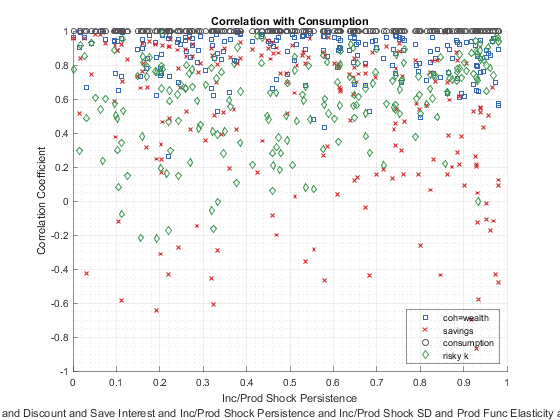 Correlation with Consumption
1
0.8
0.6
0.4
0.2
0
-0.2
-0.4
-0.6
-0.8
-1
Correlation Coefficient
coh=wealth
savings
consumption
risky k
0 0.1 0.2 0.3 0.4 0.5 0.6 0.7 0.8 0.9 1
Inc/Prod Shock Persistence
and Discount and Save Interest and Inc/Prod Shock Persistence and Inc/Prod Shock SD and Prod Func Elasticity